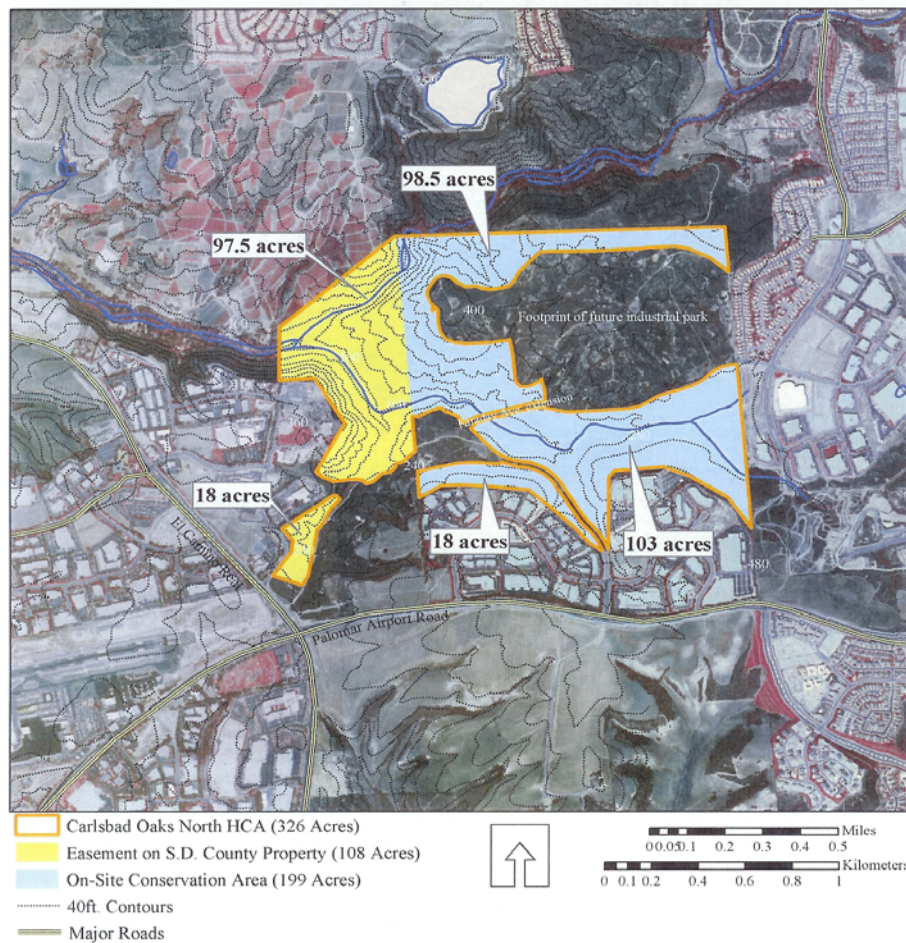 98.5 acres
97.5 acres
400
Footprint of future industrial park
extension
240
18 acres
18 acres
103 acres
480
El Camino Real
Palomar Airport Road
Carlsbad Oaks North HCA (326 Acres)
Easement on S.D. County Property (108 Acres)
On-Site Conservation Area (199 Acres)
40ft. Contours
Major Roads
Miles
0 0.05 0.1 0.2 0.3 0.4 0.5
Kilometers
0 0.1 0.2 0.4 0.6 0.8 1